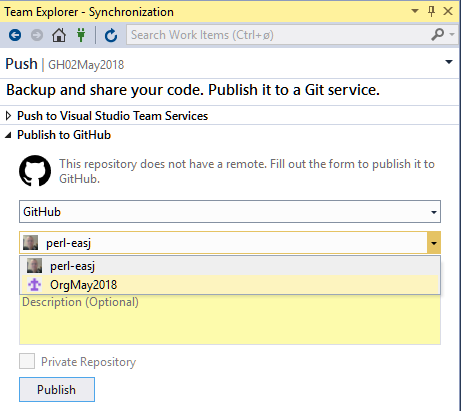 Team Explorer - Synchronization
Search Work Items (Ctrl+ø)
Push | GH02May2018
Backup and share your code. Publish it to a Git service.
Push to Visual Studio Team Services
Publish to GitHub
This repository does not have a remote. Fill out the form to publish it to
GitHub.
GitHub
perl-easj
perl-easj
OrgMay2018
Description (Optional)
Private Repository
Publish